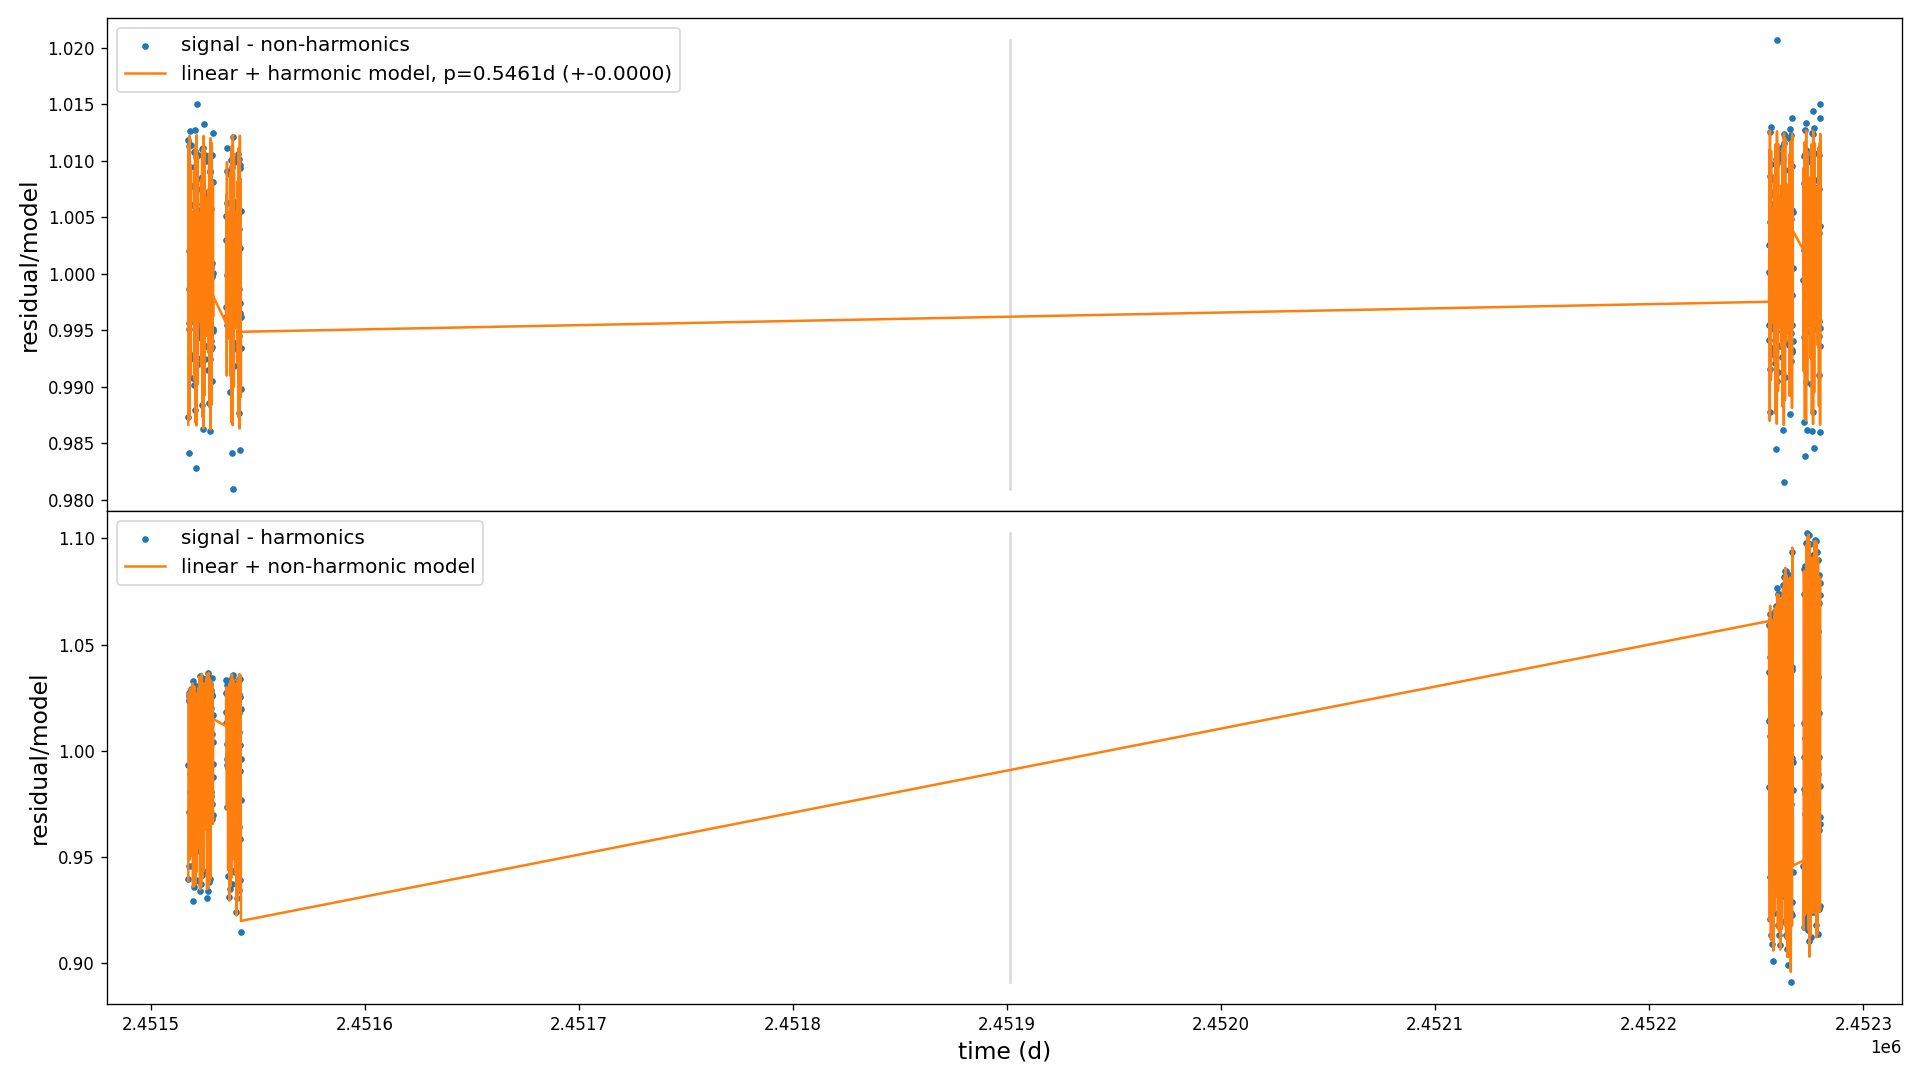 signal - non-harmonics
linear + harmonic model, p=0.5461d (+-0.0000)
1.020
1.015
1.010
1.005
1.000
0.995
0.990
0.985
0.980
residual/model
signal - harmonics
linear + non-harmonic model
1.10
1.05
1.00
0.95
0.90
residual/model
2.4515 2.4516 2.4517 2.4518 2.4519 2.4520 2.4521 2.4522 2.4523
1e6
time (d)